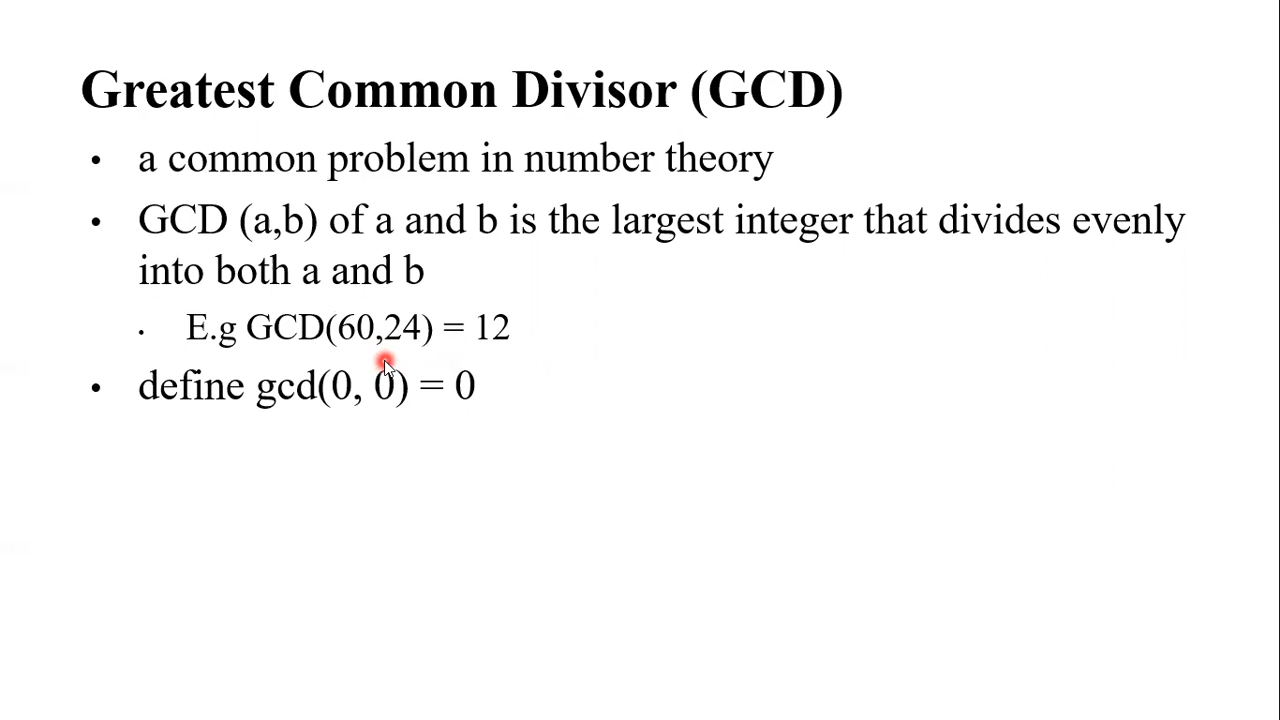 Greatest Common Divisor (GCD)
• a common problem in number theory
• GCD (a,b) of a and b is the largest integer that divides evenly
into both a and b
• E.g GCD(60,24) = 12
• define gcd(0, 0) = 0